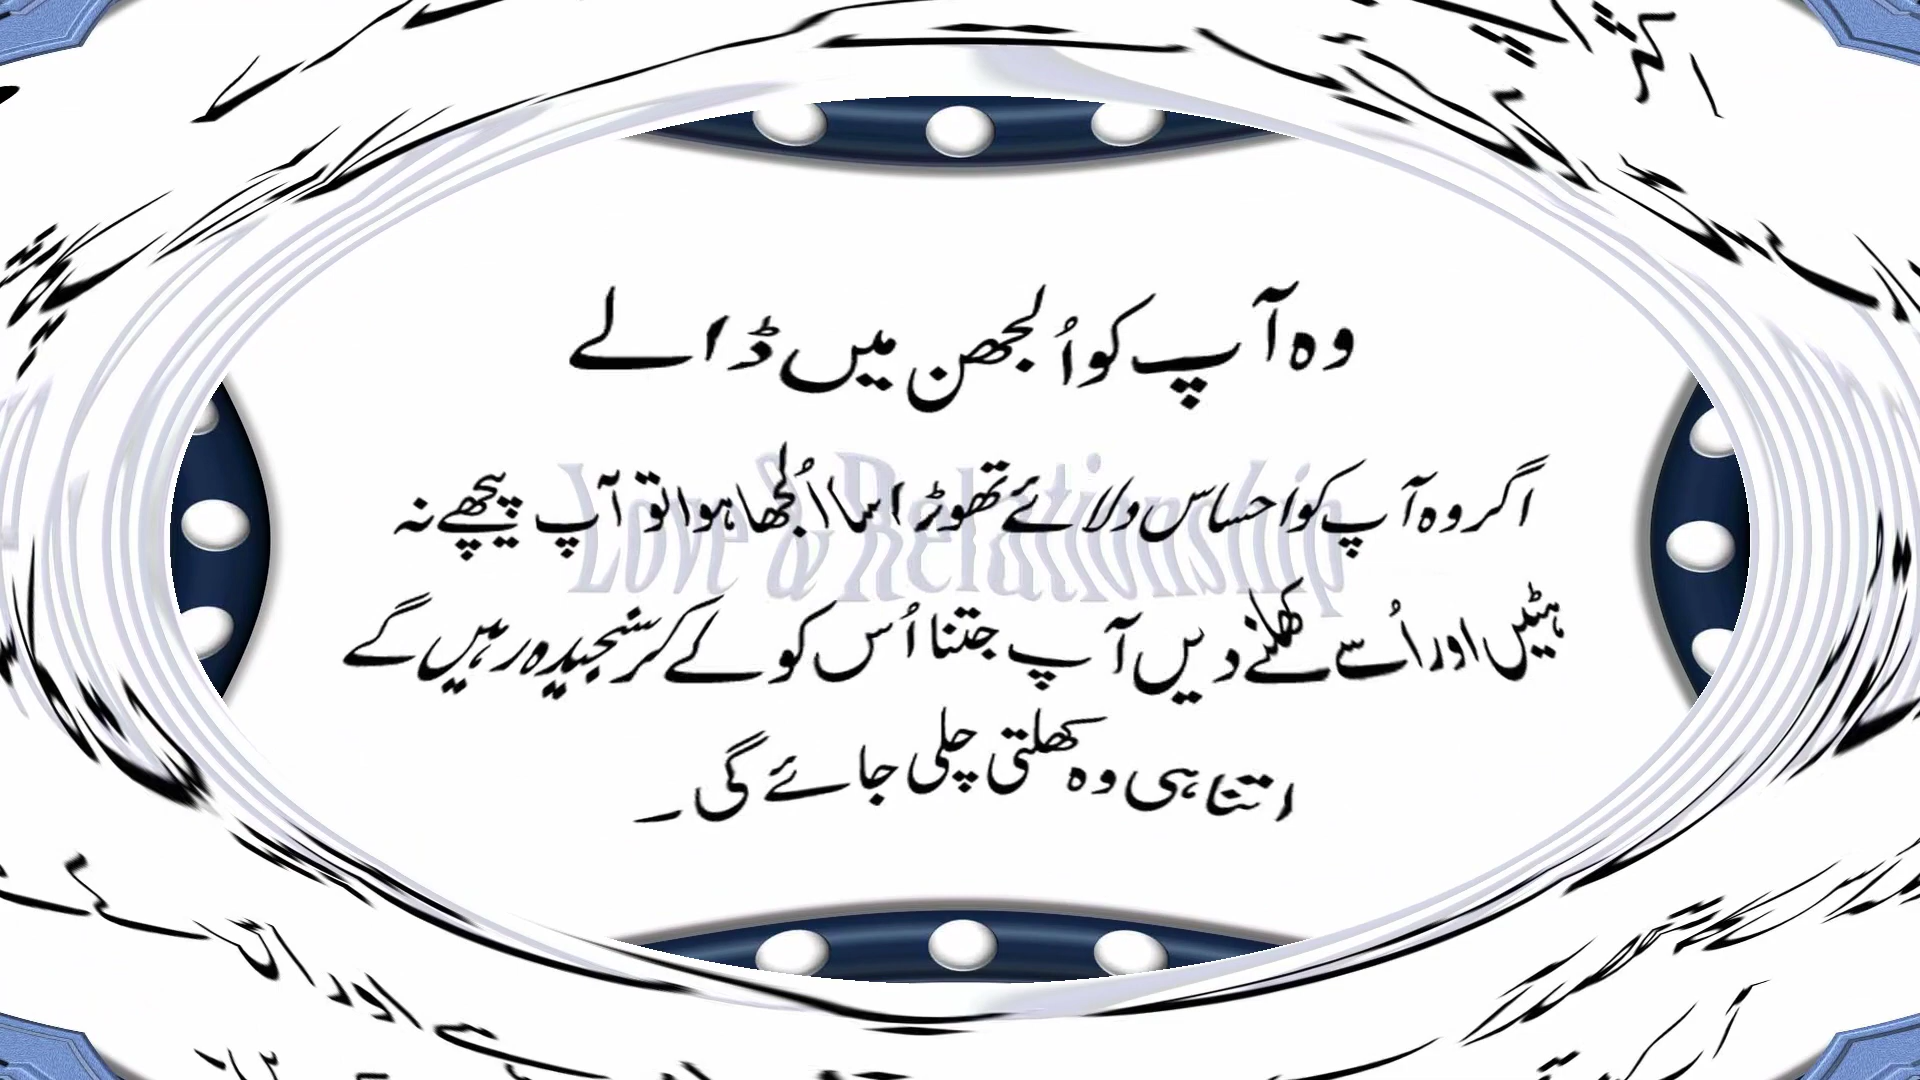 وہ آپ کو اُلجھن میں ڈالے
اگر وہ آپ کو احساس دلائے تھوڑا سا اُلجھا ہوا تو آپ پیچھے نہ
ہٹیں اور اُسے کھلنے دیں آپ جتنا اُس کو لے کر سنجیدہ رہیں گے
اتنا ہی وہ کھلتی چلی جائے گی۔
Love & Relationship